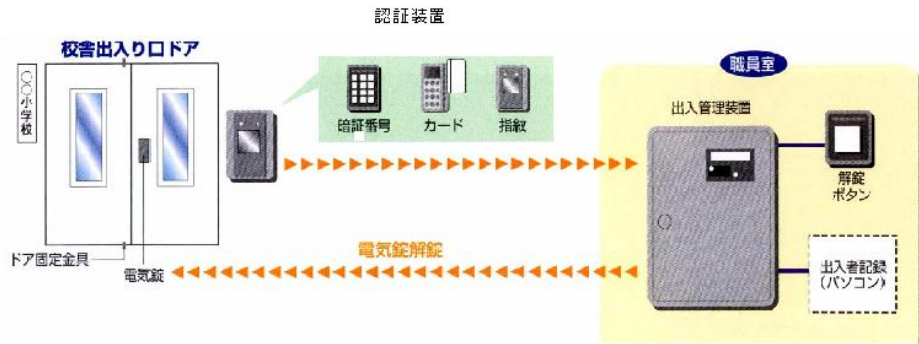 認証装置
校舎出入り口ドア
○○小学校
暗証番号
カード
指紋
職員室
出入管理装置
解錠
ボタン
電気錠解錠
ドア固定金具
電気錠
出入者記録
(パソコン)